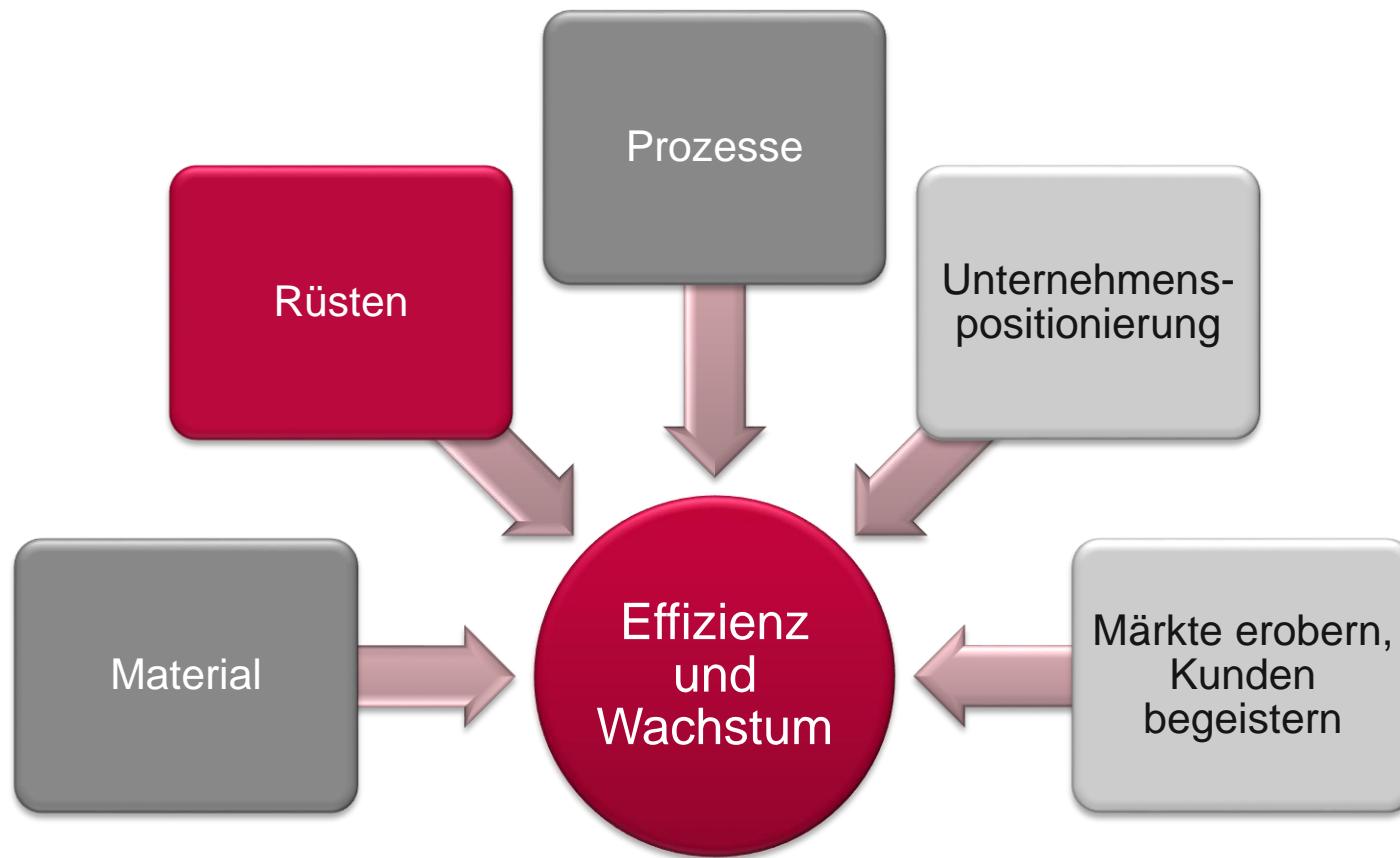 Prozesse
Rüsten
Unternehmens-
positionierung
Material
Effizienz
und
Wachstum
Märkte erobern,
Kunden
begeistern